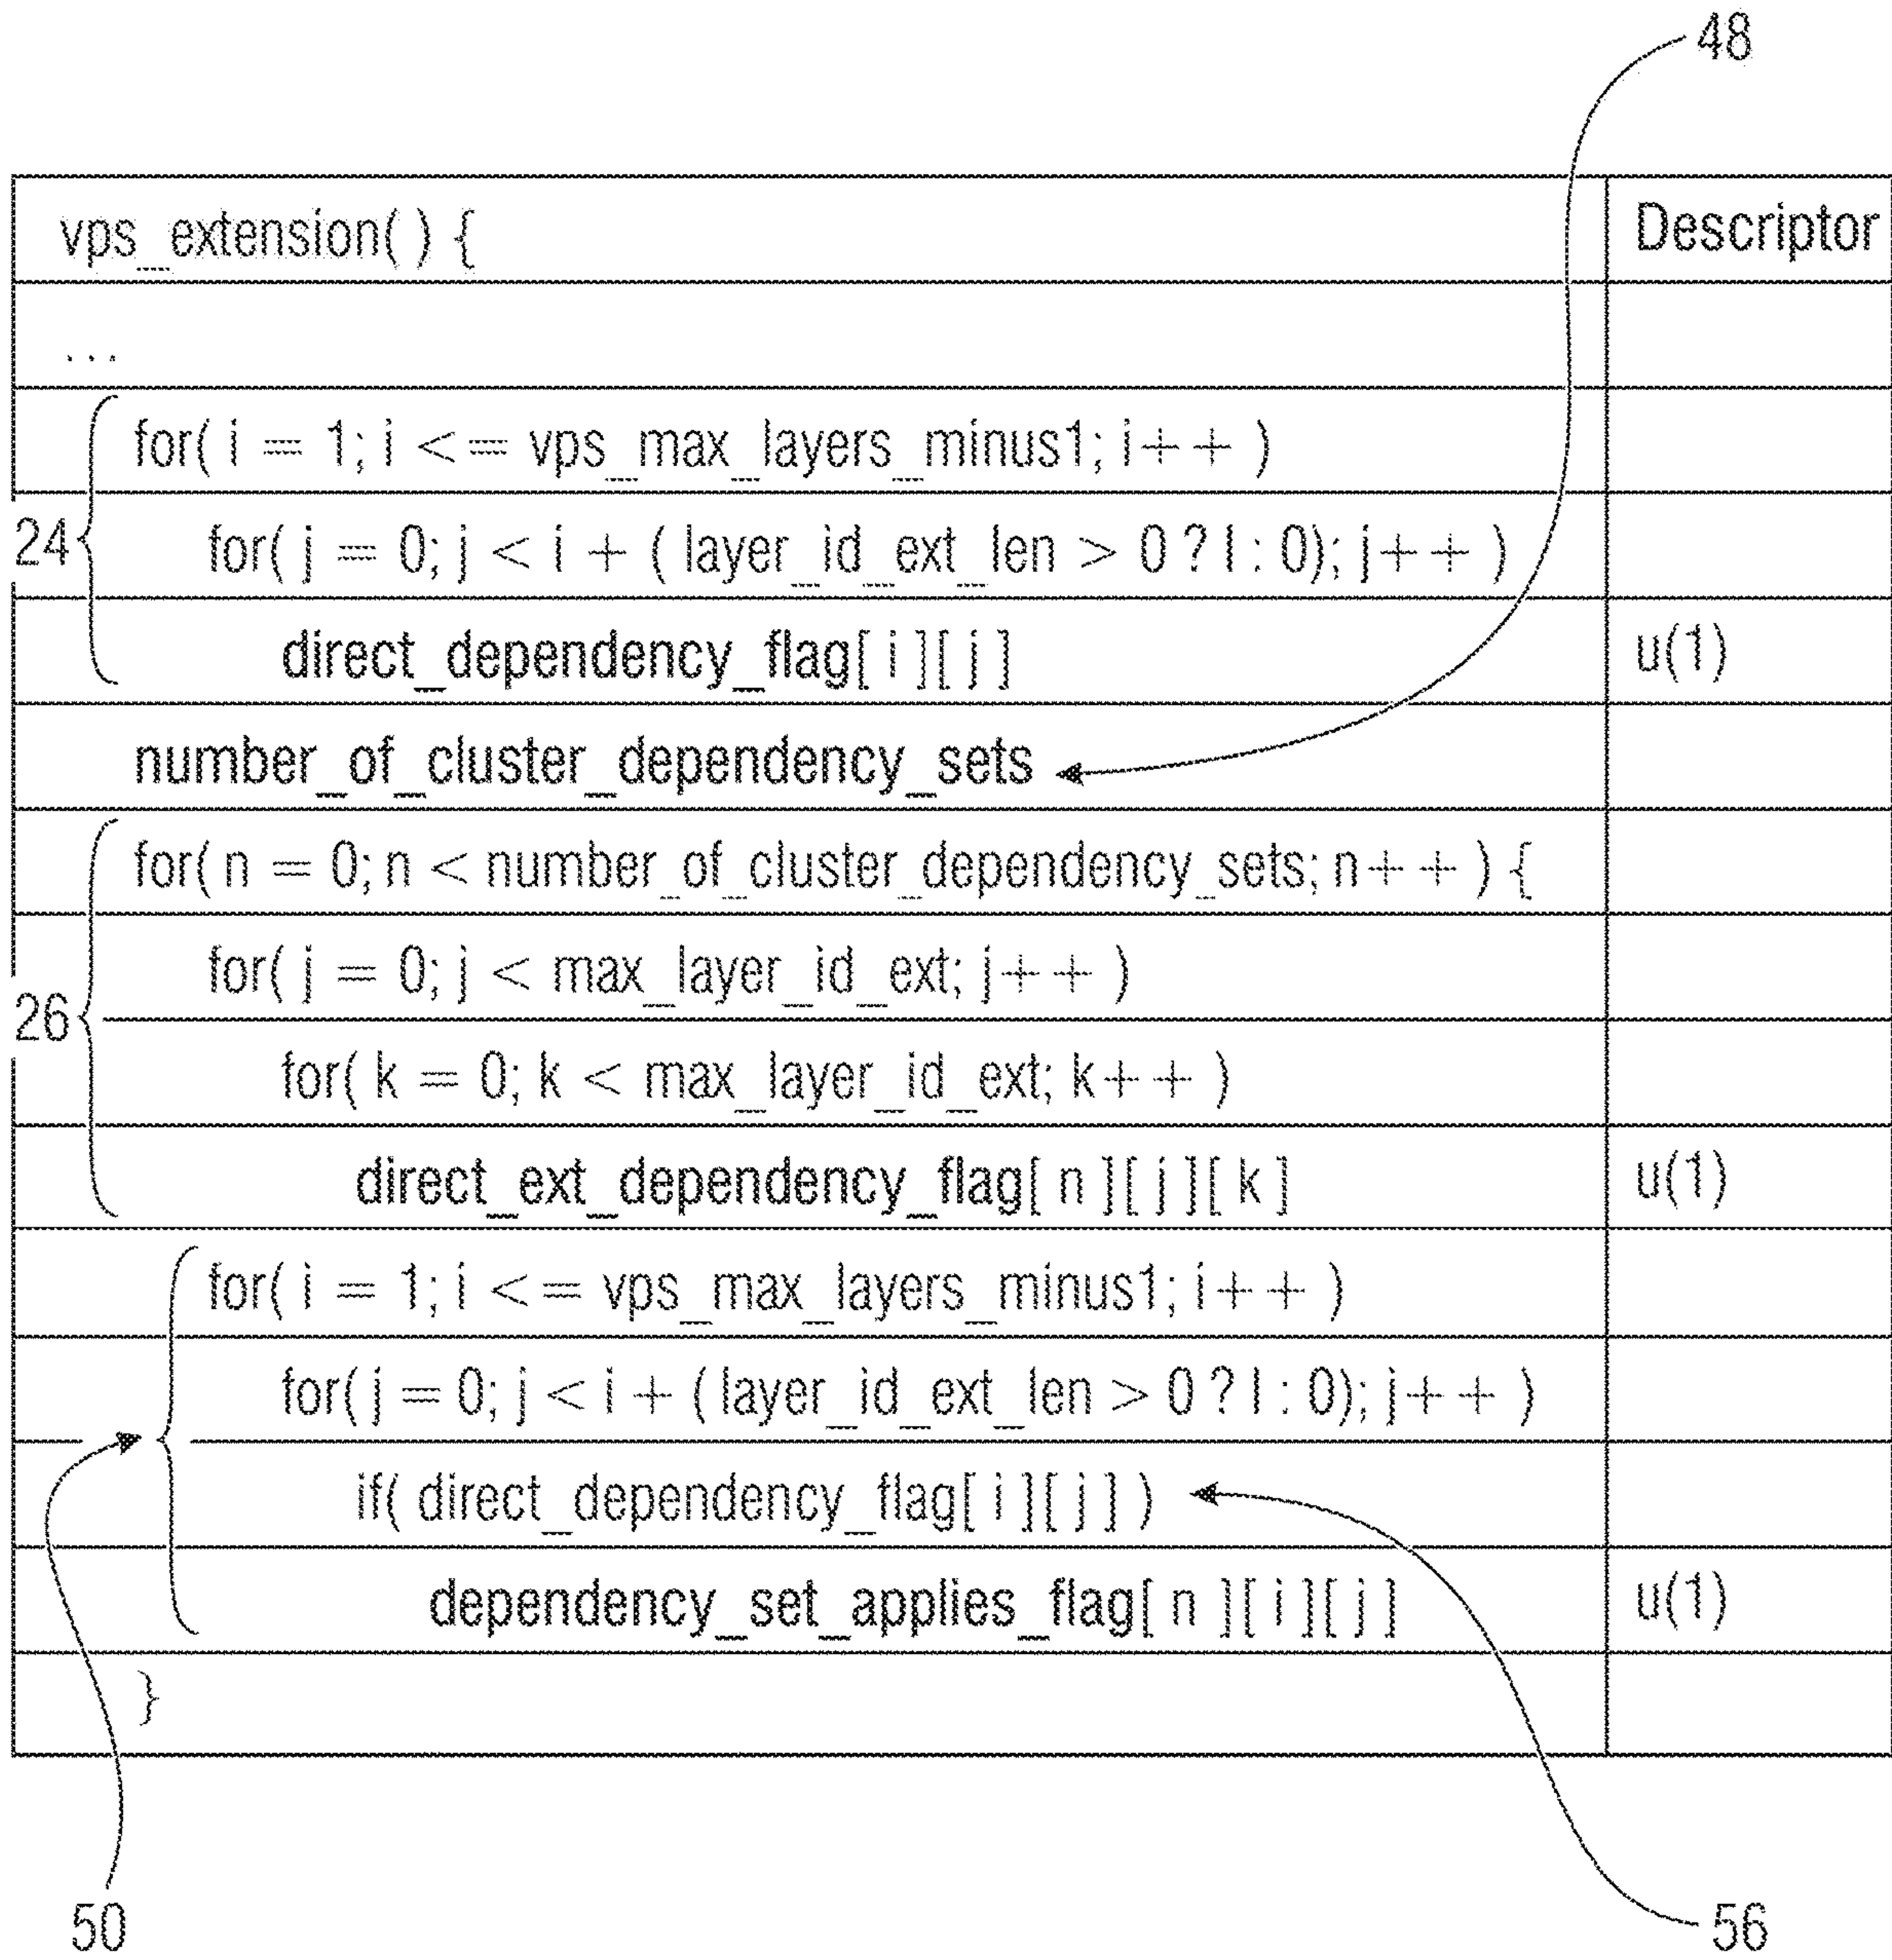 48
vps_extension( ) { Descriptor
. . .
for( i = 1; i <= vps_max_layers_minus1; i++ )
24 for( j = 0; j < i + ( layer_id_ext_len > 0 ? l : 0); j++ )
direct_dependency_flag[ i ][ j ] u(1)
number_of_cluster_dependency_sets
for( n = 0; n < number_of_cluster_dependency_sets; n++ ) {
for( j = 0; j < max_layer_id_ext; j++ )
26
for( k = 0; k < max_layer_id_ext; k++ )
direct_ext_dependency_flag[ n ][ j ][ k ] u(1)
for( i = 1; i <= vps_max_layers_minus1; i++ )
for( j = 0; j < i + ( layer_id_ext_len > 0 ? l : 0); j++ )
if( direct_dependency_flag[ i ][ j ] )
dependency_set_applies_flag[ n ][ i ][ j ] u(1)
}
50 56